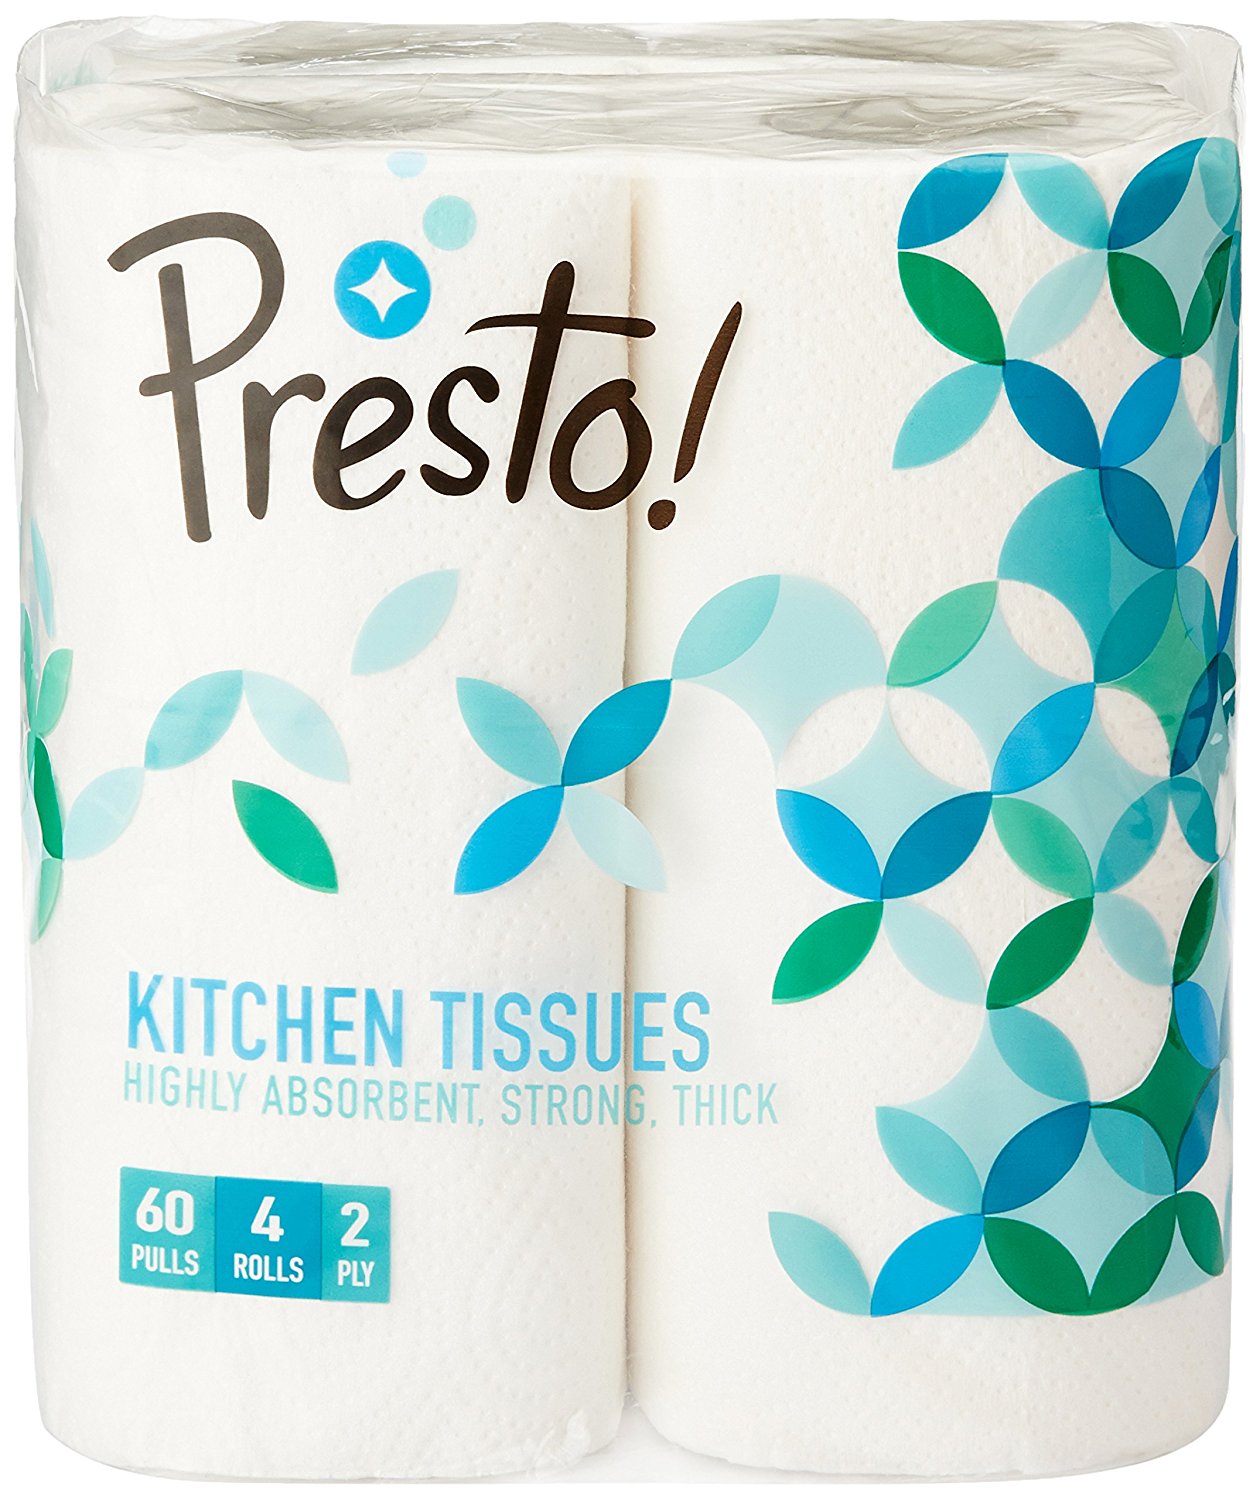 Presto!
KITCHEN TISSUES
HIGHLY ABSORBENT, STRONG, THICK
60 4 2
PULLS ROLLS PLY